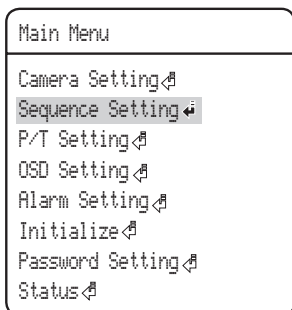 Main Menu
Camera Setting↵
Sequence Setting↵
P/T Setting↵
OSD Setting↵
Alarm Setting↵
Initialize↵
Password Setting↵
Status↵